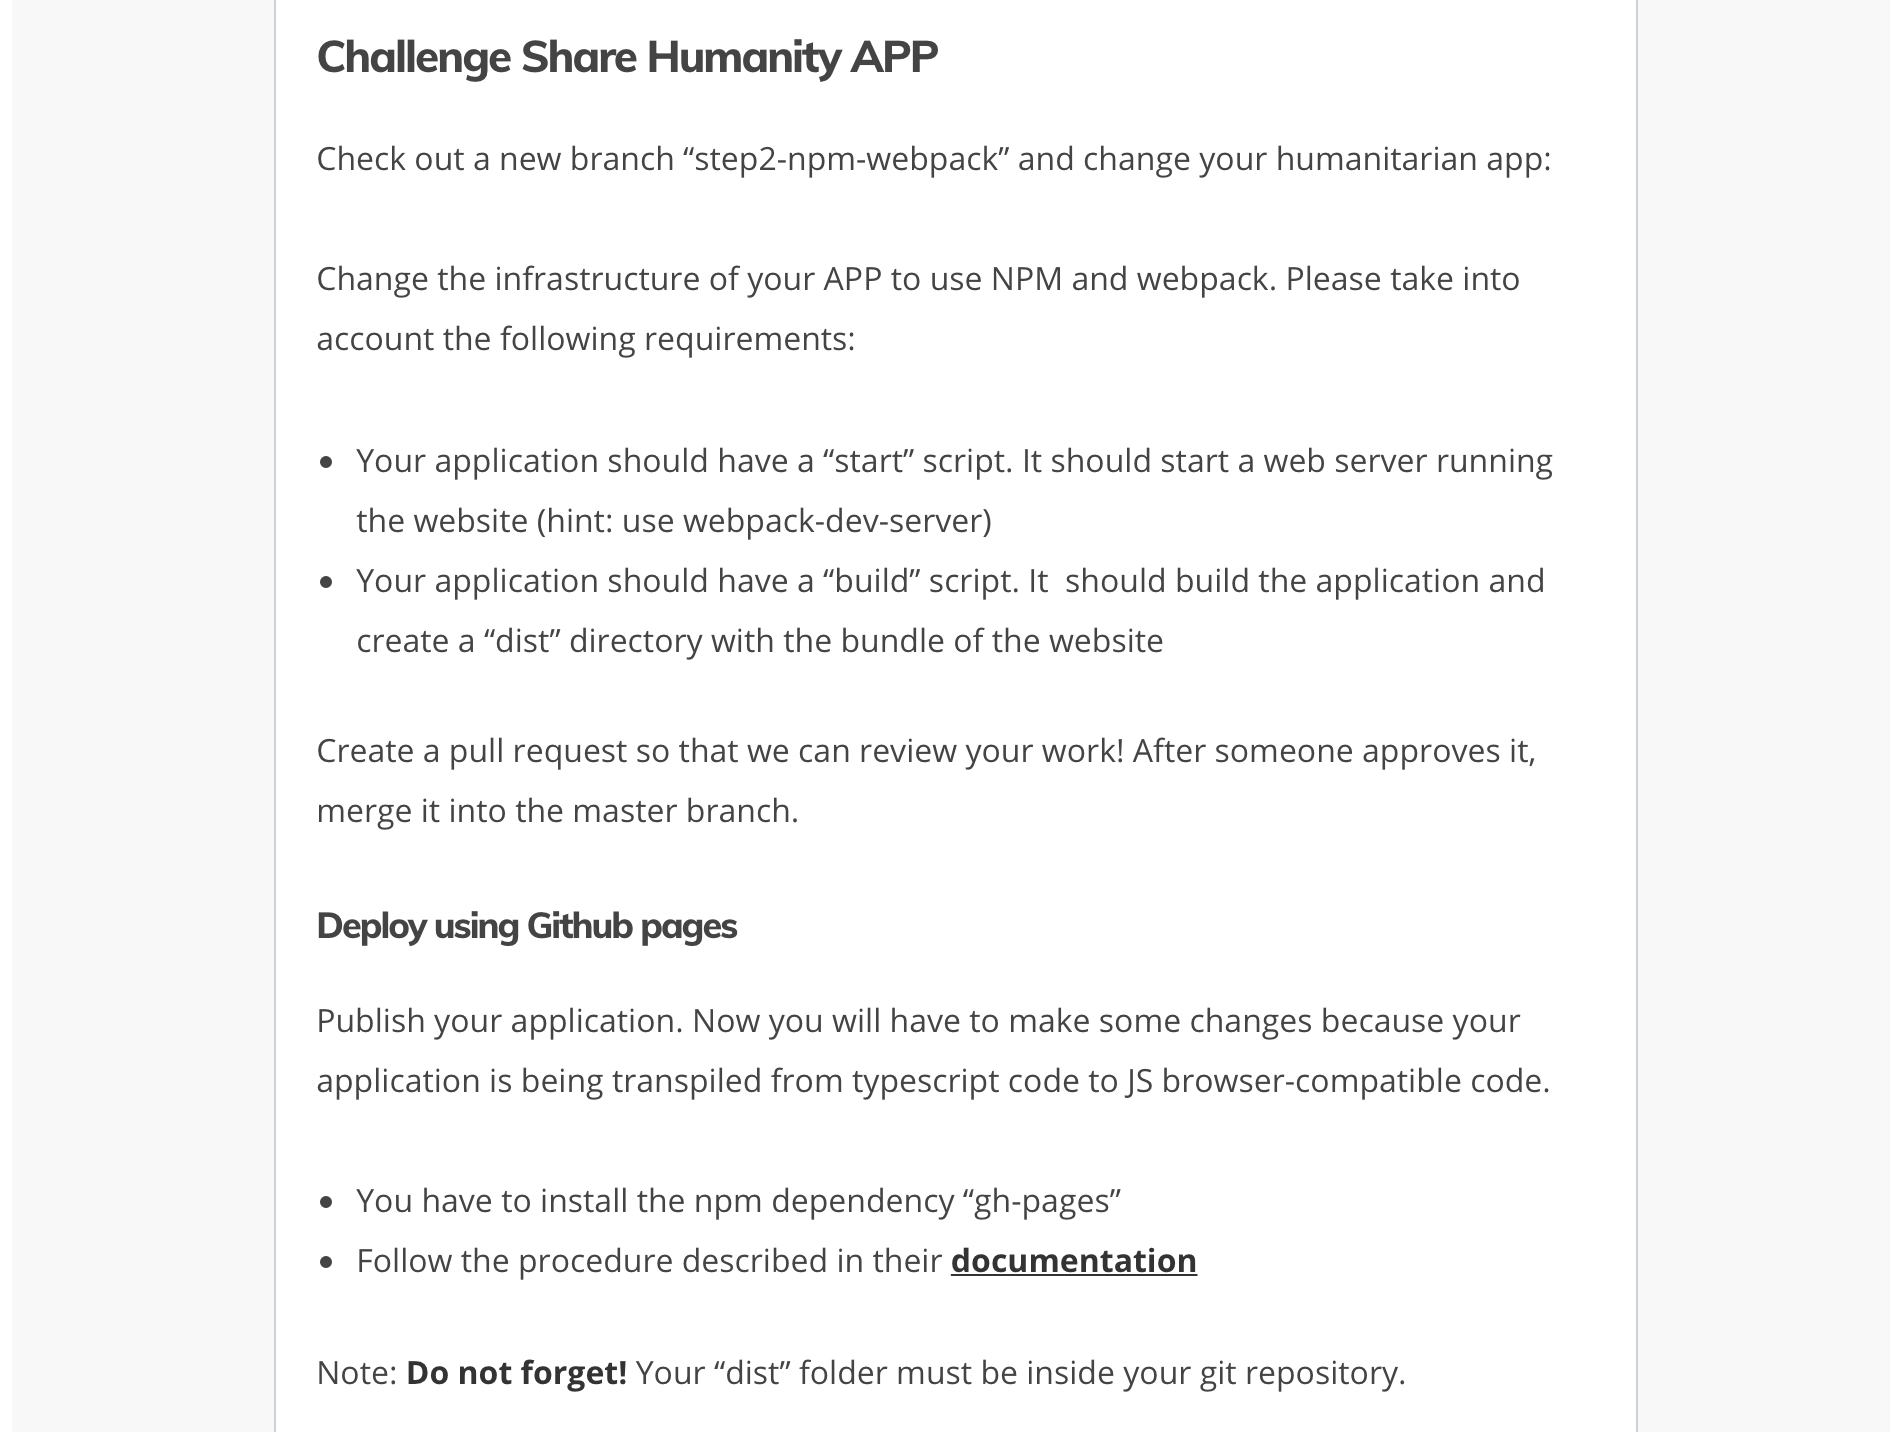 Challenge Share Humanity APP
Check out a new branch “step2-npm-webpack” and change your humanitarian app:
Change the infrastructure of your APP to use NPM and webpack. Please take into
account the following requirements:
Your application should have a “start” script. It should start a web server running
the website (hint: use webpack-dev-server)
Your application should have a “build” script. It  should build the application and
create a “dist” directory with the bundle of the website
Create a pull request so that we can review your work! After someone approves it,
merge it into the master branch.
Deploy using Github pages
Publish your application. Now you will have to make some changes because your
application is being transpiled from typescript code to JS browser-compatible code.
You have to install the npm dependency “gh-pages”
Follow the procedure described in their documentation
Note: Do not forget! Your “dist” folder must be inside your git repository.